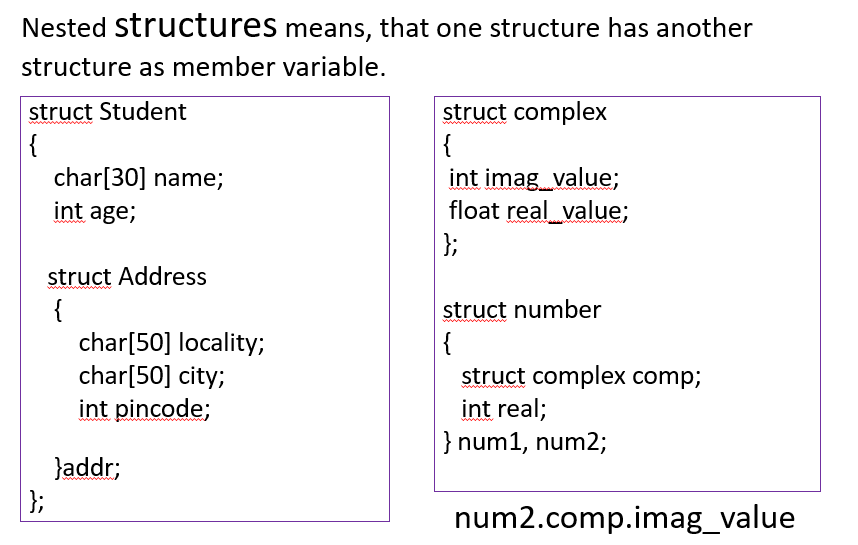 Nested structures means, that one structure has another
structure as member variable.
struct Student
{
char[30] name;
int age;
struct Address
{
char[50] locality;
char[50] city;
int pincode;
}addr;
};
struct complex
{
int imag_value;
float real_value;
};
struct number
{
struct complex comp;
int real;
} num1, num2;
num2.comp.imag_value